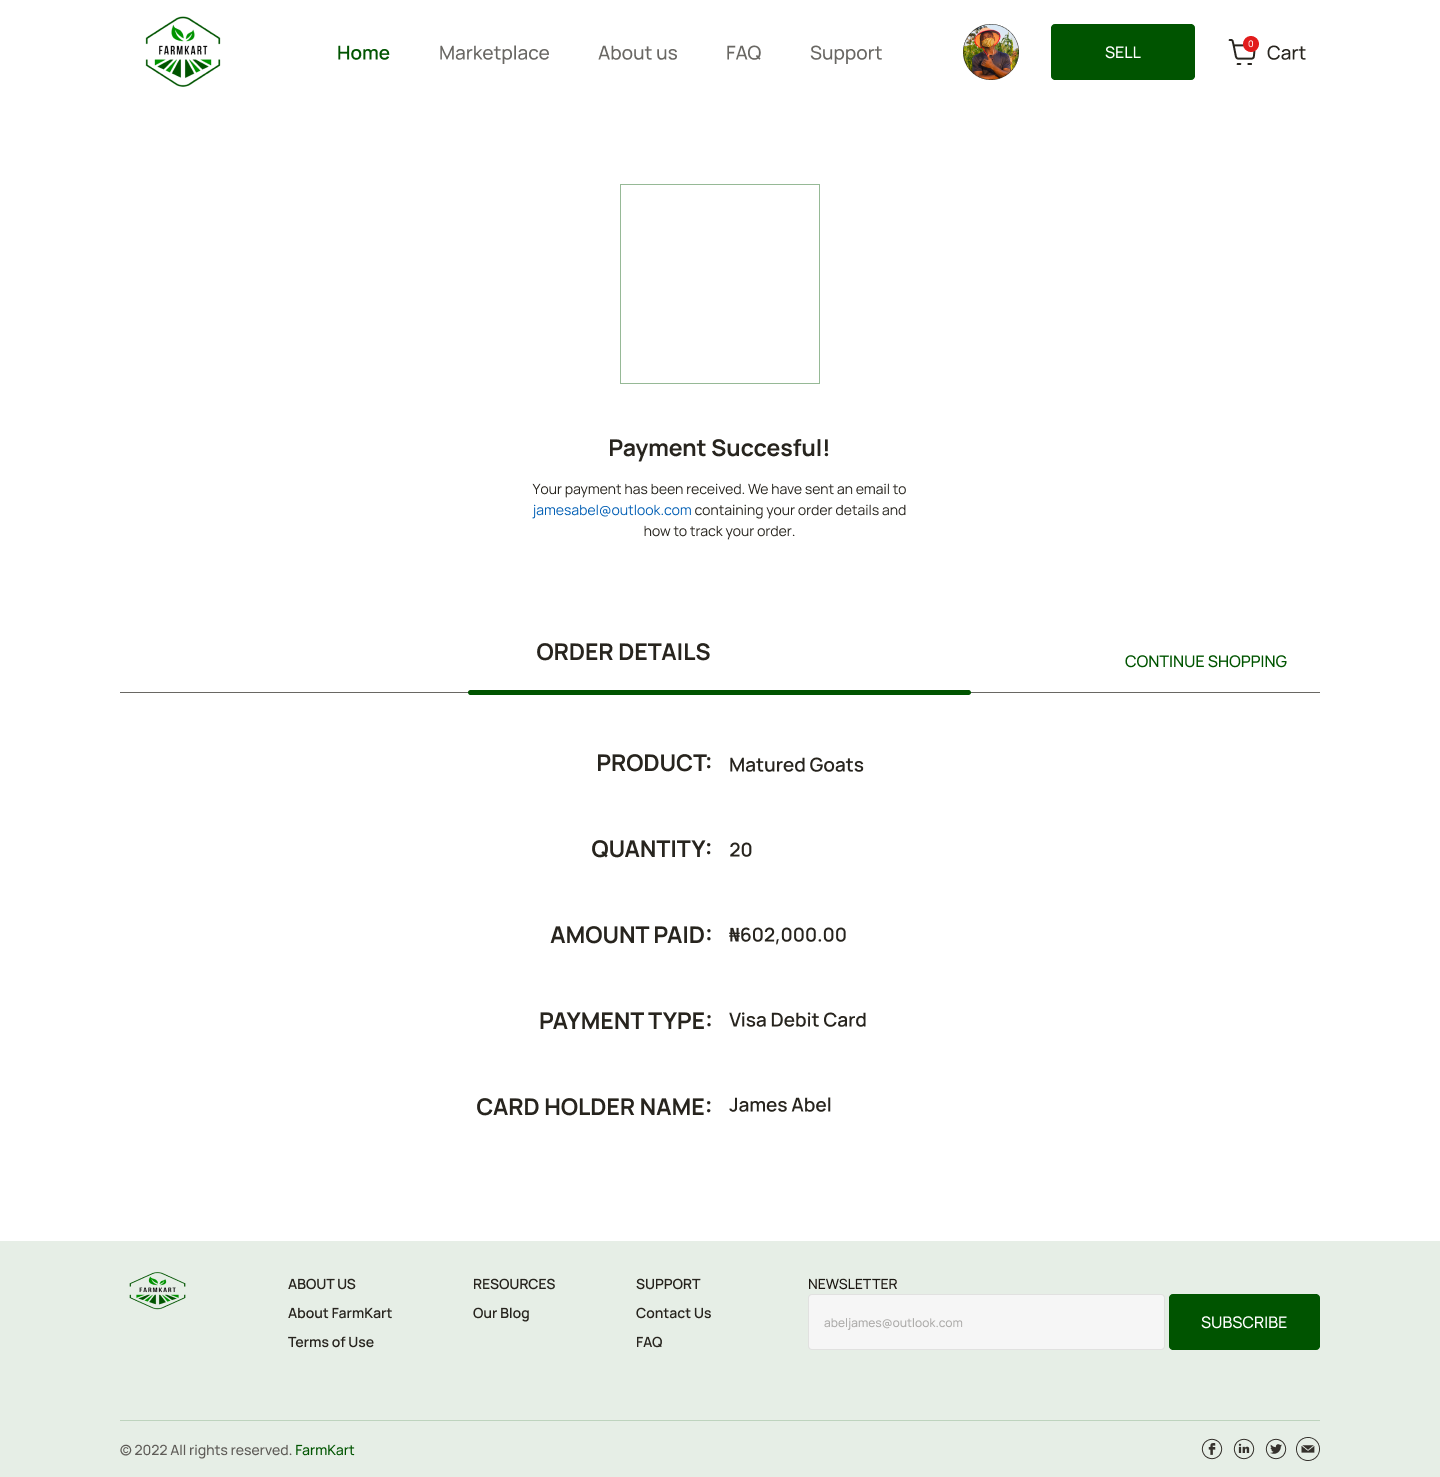 FARMKART
Home
Marketplace
About us
FAQ
Support
SELL
0
Cart
Payment Succesful!
Your payment has been received. We have sent an email to
jamesabel@outlook.com containing your order details and
how to track your order.
ORDER DETAILS
CONTINUE SHOPPING
PRODUCT: Matured Goats
QUANTITY: 20
AMOUNT PAID: ₦602,000.00
PAYMENT TYPE: Visa Debit Card
CARD HOLDER NAME: James Abel
FARMKART
ABOUT US
About FarmKart
Terms of Use
RESOURCES
Our Blog
SUPPORT
Contact Us
FAQ
NEWSLETTER
abeljames@outlook.com
SUBSCRIBE
© 2022 All rights reserved. FarmKart